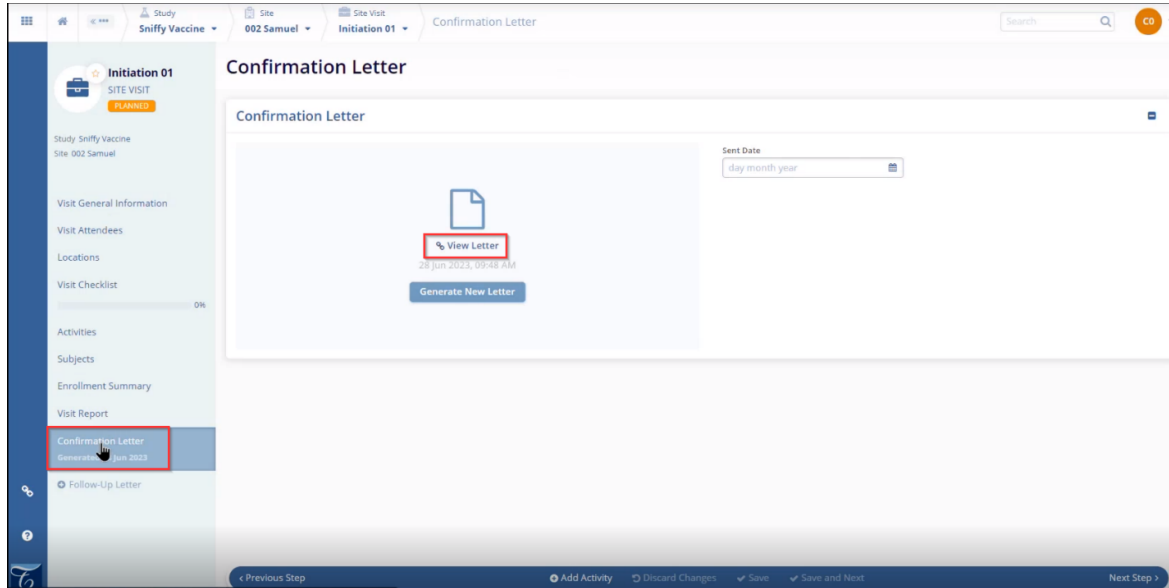 Study
Sniffy Vaccine
Site
002 Samuel
Site Visit
Initiation 01
Confirmation Letter
Search
CO
Initiation 01
SITE VISIT
PLANNED
Study Sniffy Vaccine
Site 002 Samuel
Visit General Information
Visit Attendees
Locations
Visit Checklist
0%
Activities
Subjects
Enrollment Summary
Visit Report
Confirmation Letter
Jun 2023
Follow-Up Letter
Confirmation Letter
Confirmation Letter
View Letter
28 Jun 2023, 09:48 AM
Generate New Letter
Sent Date
day month year
Previous Step
Add Activity
Discard Changes
Save
Save and Next
Next Step